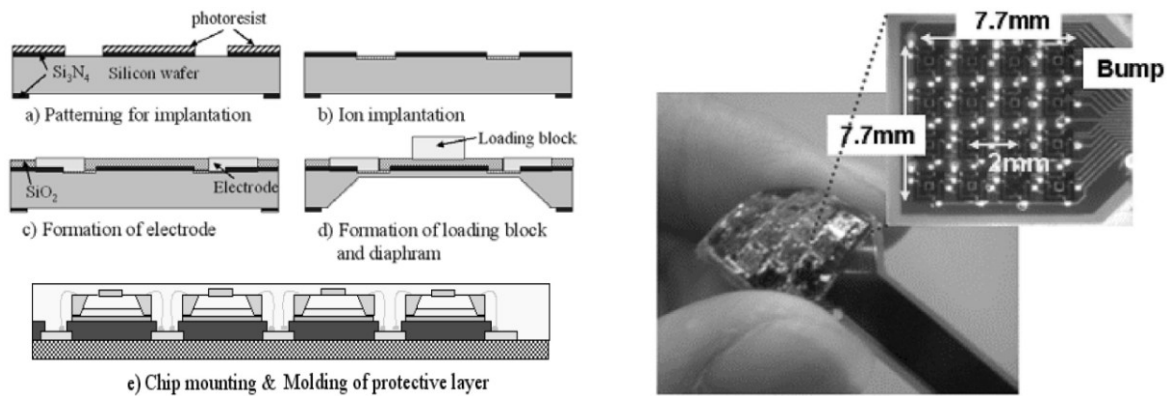 photoresist
Si3N4
Silicon wafer
a) Patterning for implantation
b) Ion implantation
Loading block
SiO2
Electrode
c) Formation of electrode
d) Formation of loading block
and diaphram
e) Chip mounting & Molding of protective layer
7.7mm
Bump
7.7mm
2mm